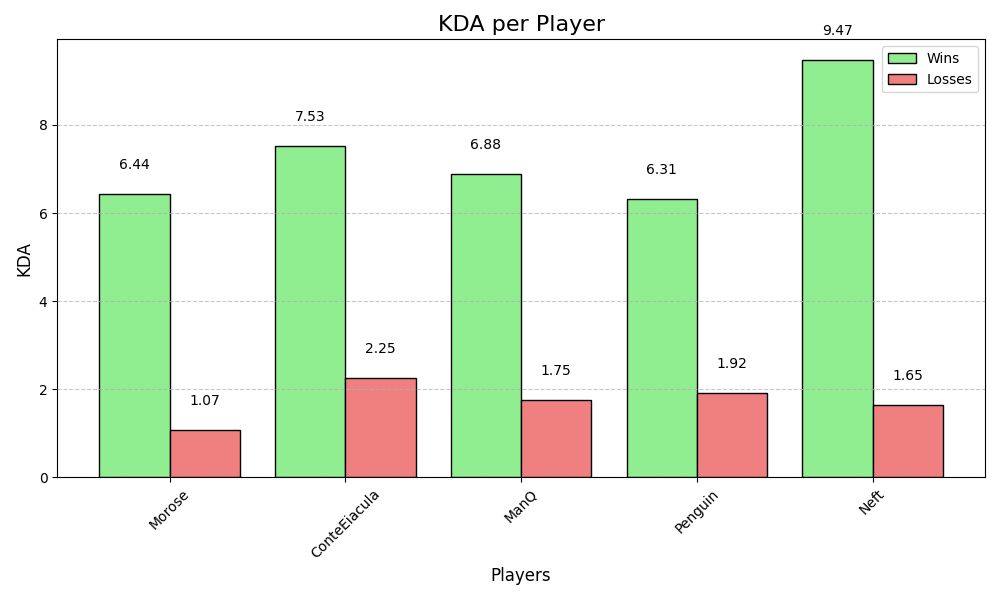 KDA per Player
9.47
Wins
Losses
8
7.53
6.88
6.44
6.31
6
KDA
4
2.25
1.92
1.75
1.65
2
1.07
0
Morose
ConteEiacula
ManQ
Penguin
Neft
Players